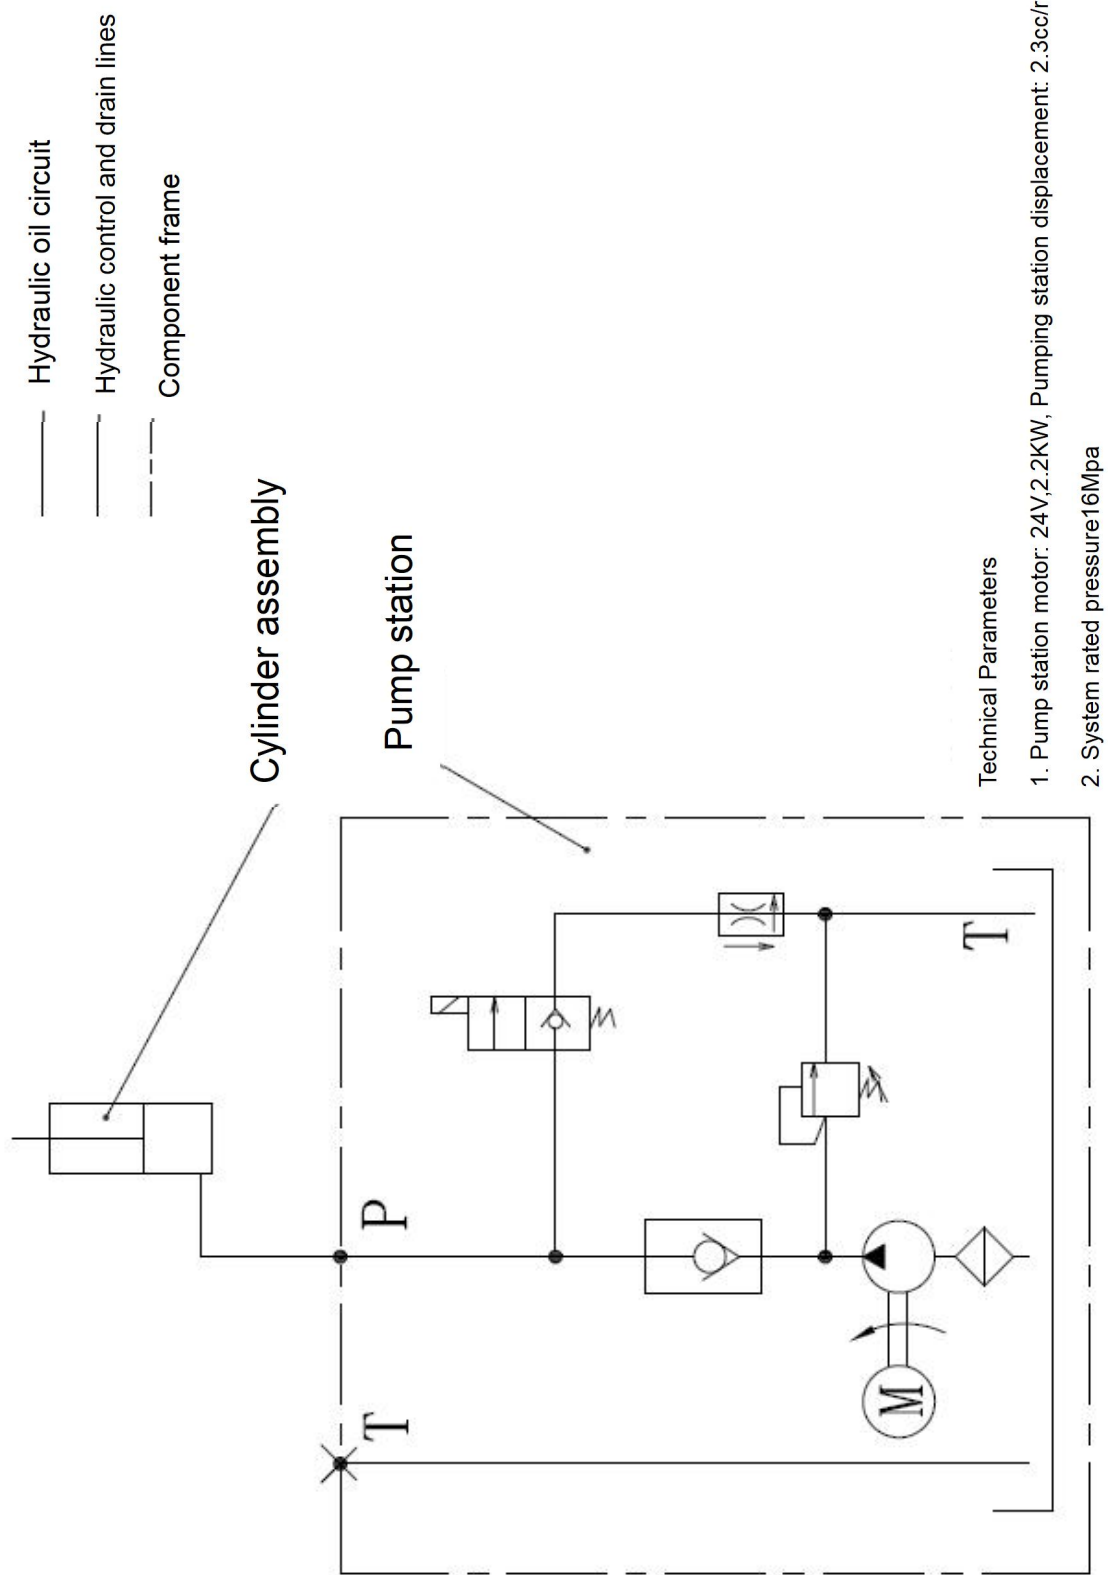 Hydraulic oil circuit
Hydraulic control and drain lines
Component frame
Cylinder assembly
Pump station
P
T
T
M
Technical Parameters
1. Pump station motor: 24V,2.2KW, Pumping station displacement: 2.3cc/r
2. System rated pressure16Mpa